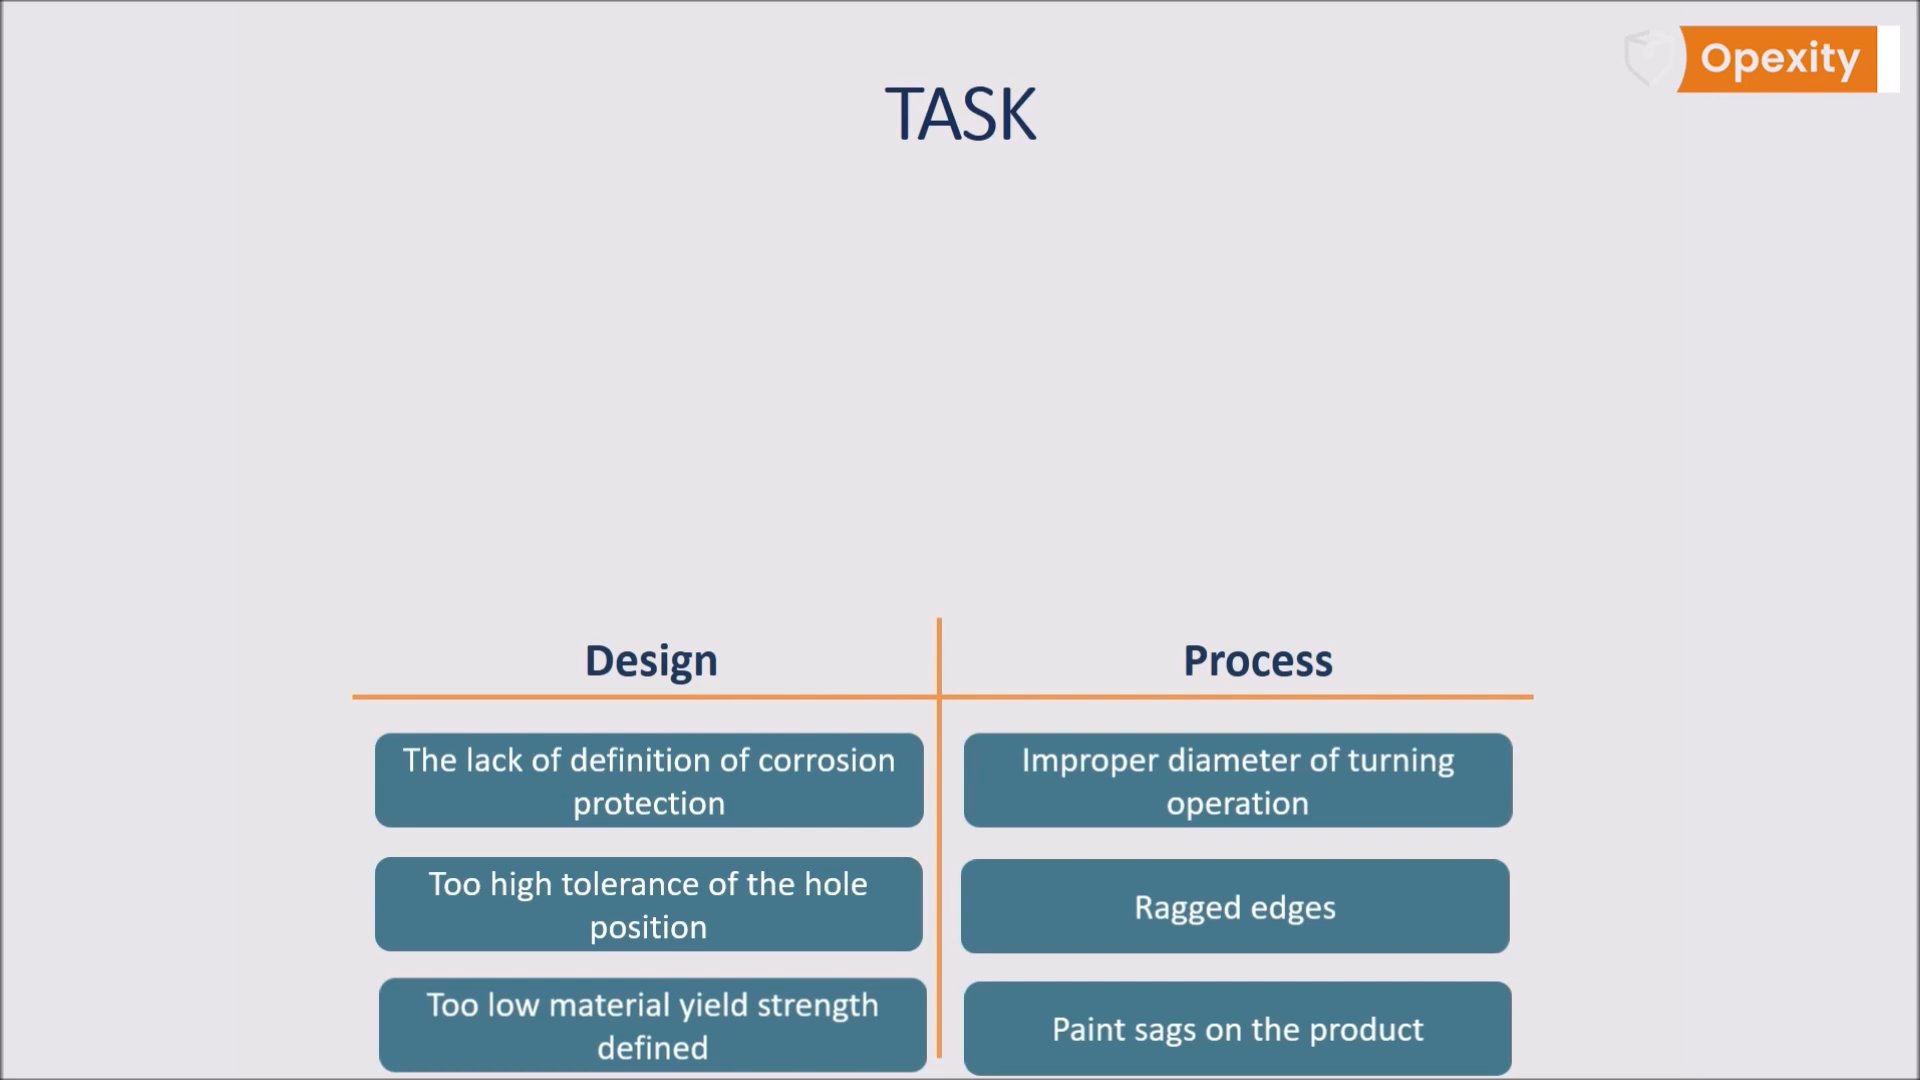 Opexity
TASK
Design
Process
The lack of definition of corrosion
protection
Improper diameter of turning
operation
Too high tolerance of the hole
position
Ragged edges
Too low material yield strength
defined
Paint sags on the product